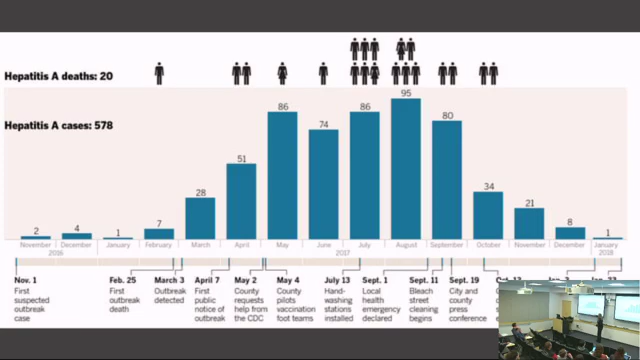 Hepatitis A deaths: 20
Hepatitis A cases: 578
2
4
1
7
28
51
86
74
86
95
80
34
21
8
1
November December January February March April May June July August September October November December January
2016 2017 2018
Nov. 1
First
suspected
outbreak
case
Feb. 25
First
outbreak
death
March 3
Outbreak
detected
April 7
First
public
notice of
outbreak
May 2
County
requests
help from
the CDC
May 4
County
pilots
vaccination
foot teams
July 13
Hand-
washing
stations
installed
Sept. 1
Local
health
emergency
declared
Sept. 11
Bleach
street
cleaning
begins
Sept. 19
City and
county
press
conference